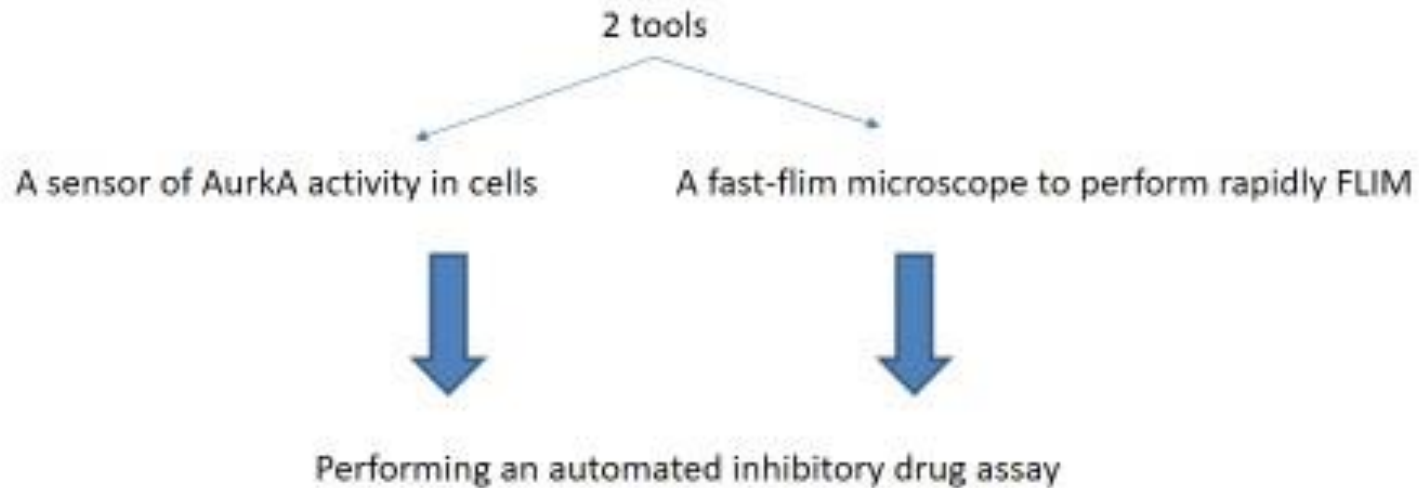 2 tools
A sensor of AurkA activity in cells
A fast-flim microscope to perform rapidly FLIM
Performing an automated inhibitory drug assay